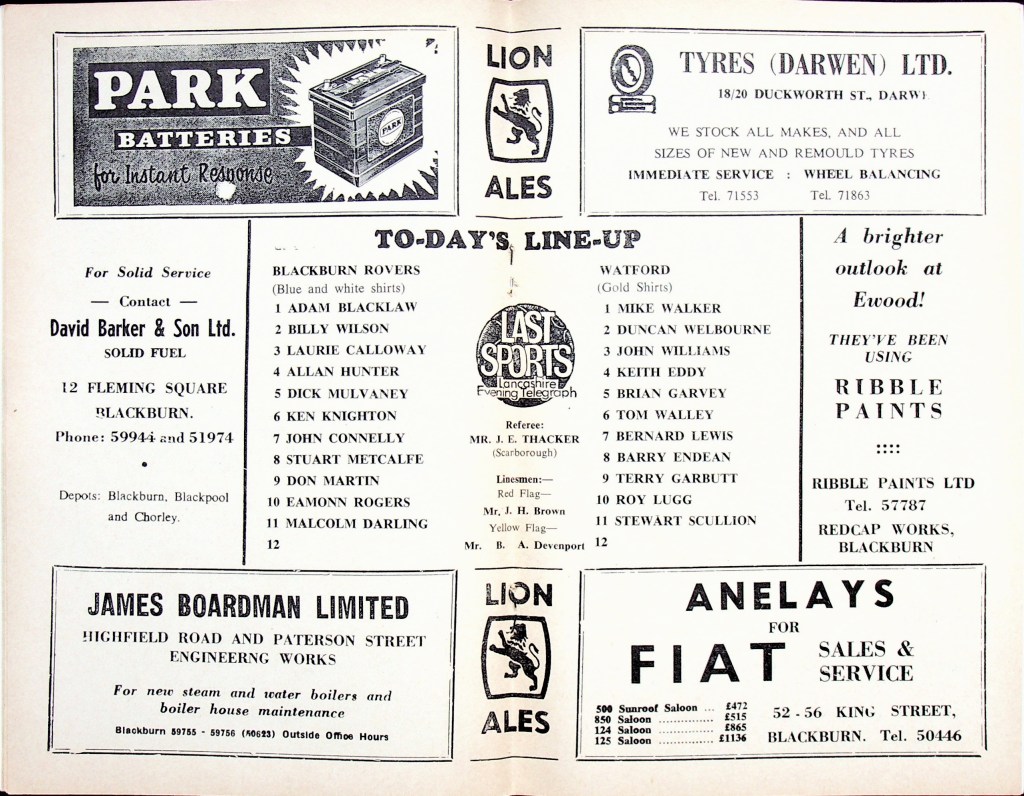 PARK
BATTERIES
for Instant Response
PARK
LION
ALES
TYRES (DARWEN) LTD.
18/20 DUCKWORTH ST.,
WE STOCK ALL MAKES, AND ALL
SIZES OF NEW AND REMOULD TYRES
IMMEDIATE SERVICE : WHEEL BALANCING
Tel. 71553 Tel. 71863
TO-DAY'S LINE-UP
For Solid Service
— Contact —
David Barker & Son Ltd.
SOLID FUEL
12 FLEMING SQUARE
BLACKBURN.
Phone: 59944 and 51974
Depots: Blackburn, Blackpool
and Chorley.
BLACKBURN ROVERS
(Blue and white shirts)
1 ADAM BLACKLAW
2 BILLY WILSON
3 LAURIE CALLOWAY
4 ALLAN HUNTER
5 DICK MULVANEY
6 KEN KNIGHTON
7 JOHN CONNELLY
8 STUART METCALFE
9 DON MARTIN
10 EAMONN ROGERS
11 MALCOLM DARLING
12
LAST
SPORTS
Lancashire
Evening Telegraph
Referee:
MR. J. E. THACKER
(Scarborough)
Linesmen:—
Red Flag—
Mr. J. H. Brown
Yellow Flag—
Mr. B. A. Devenport
WATFORD
(Gold Shirts)
1 MIKE WALKER
2 DUNCAN WELBOURNE
3 JOHN WILLIAMS
4 KEITH EDDY
5 BRIAN GARVEY
6 TOM WALLEY
7 BERNARD LEWIS
8 BARRY ENDEAN
9 TERRY GARBUTT
10 ROY LUGG
11 STEWART SCULLION
12
A brighter
outlook at
Ewood!
THEY'VE BEEN
USING
RIBBLE
PAINTS
::::
RIBBLE PAINTS LTD
Tel. 57787
REDCAP WORKS,
BLACKBURN
JAMES BOARDMAN LIMITED
HIGHFIELD ROAD AND PATERSON STREET
ENGINEERNG WORKS
For new steam and water boilers and
boiler house maintenance
Blackburn 59755 - 59756 (60623) Outside Office Hours
LION
ALES
ANELAYS
FOR
FIAT SALES &
SERVICE
500 Sunroof Saloon ... £472
850 Saloon .............. £515
124 Saloon .............. £865
125 Saloon .............. £1136
52 - 56 KING STREET,
BLACKBURN. Tel. 50446